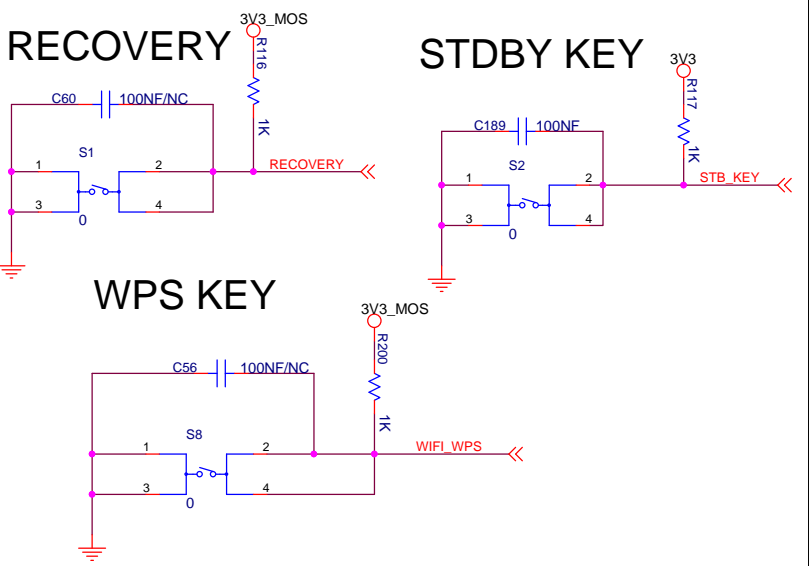 RECOVERY
3V3_MOS
R116
1K
C60
100NF/NC
S1
1
2
3
4
0
RECOVERY
STDBY KEY
3V3
R117
1K
C189
100NF
S2
1
2
3
4
0
STB_KEY
WPS KEY
3V3_MOS
R200
1K
C56
100NF/NC
S8
1
2
3
4
0
WIFI_WPS